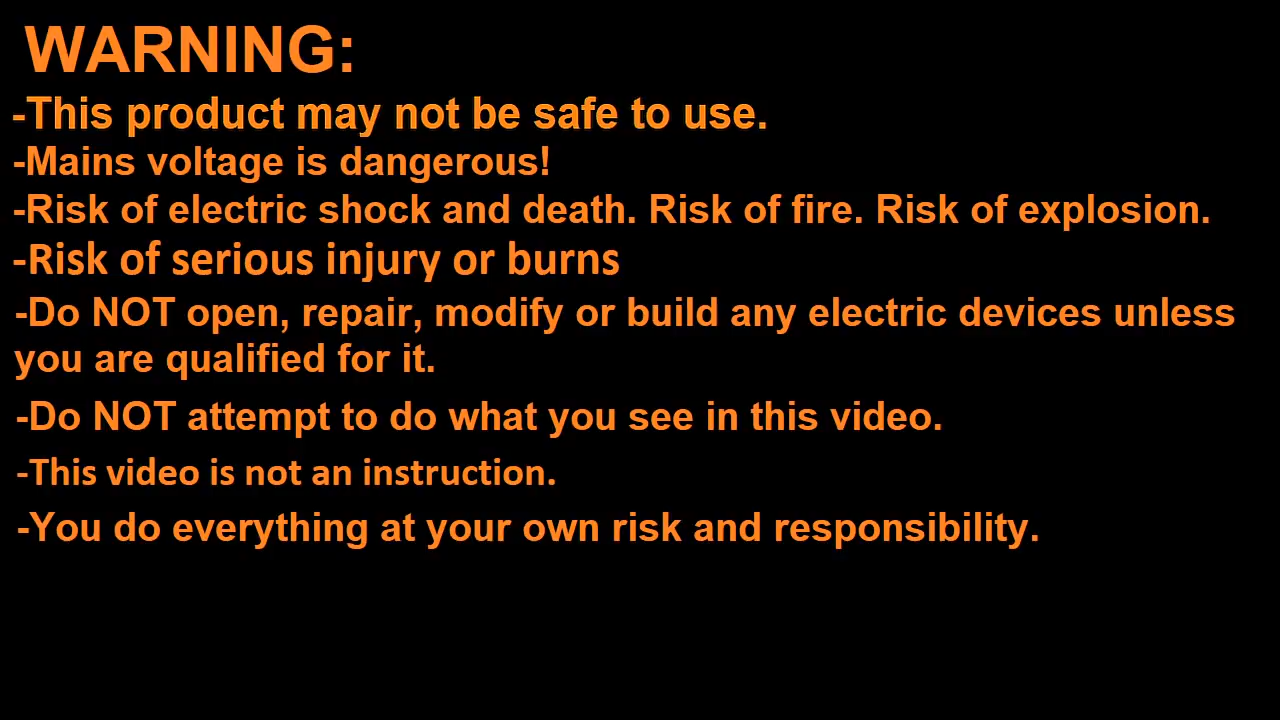 WARNING:
-This product may not be safe to use.
-Mains voltage is dangerous!
-Risk of electric shock and death. Risk of fire. Risk of explosion.
-Risk of serious injury or burns
-Do NOT open, repair, modify or build any electric devices unless
you are qualified for it.
-Do NOT attempt to do what you see in this video.
-This video is not an instruction.
-You do everything at your own risk and responsibility.